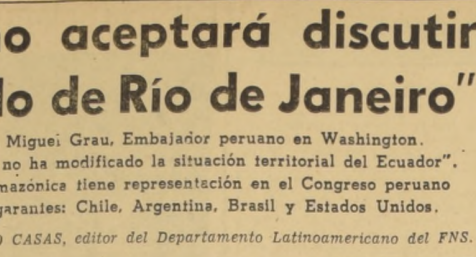 o aceptará discutir
lo de Río de Janeiro"
Miguel Grau, Embajador peruano en Washington.
no ha modificado la situación territorial del Ecuador".
mazónica tiene representación en el Congreso peruano
garantes: Chile, Argentina, Brasil y Estados Unidos.
O CASAS, editor del Departamento Latinoamericano del FNS.